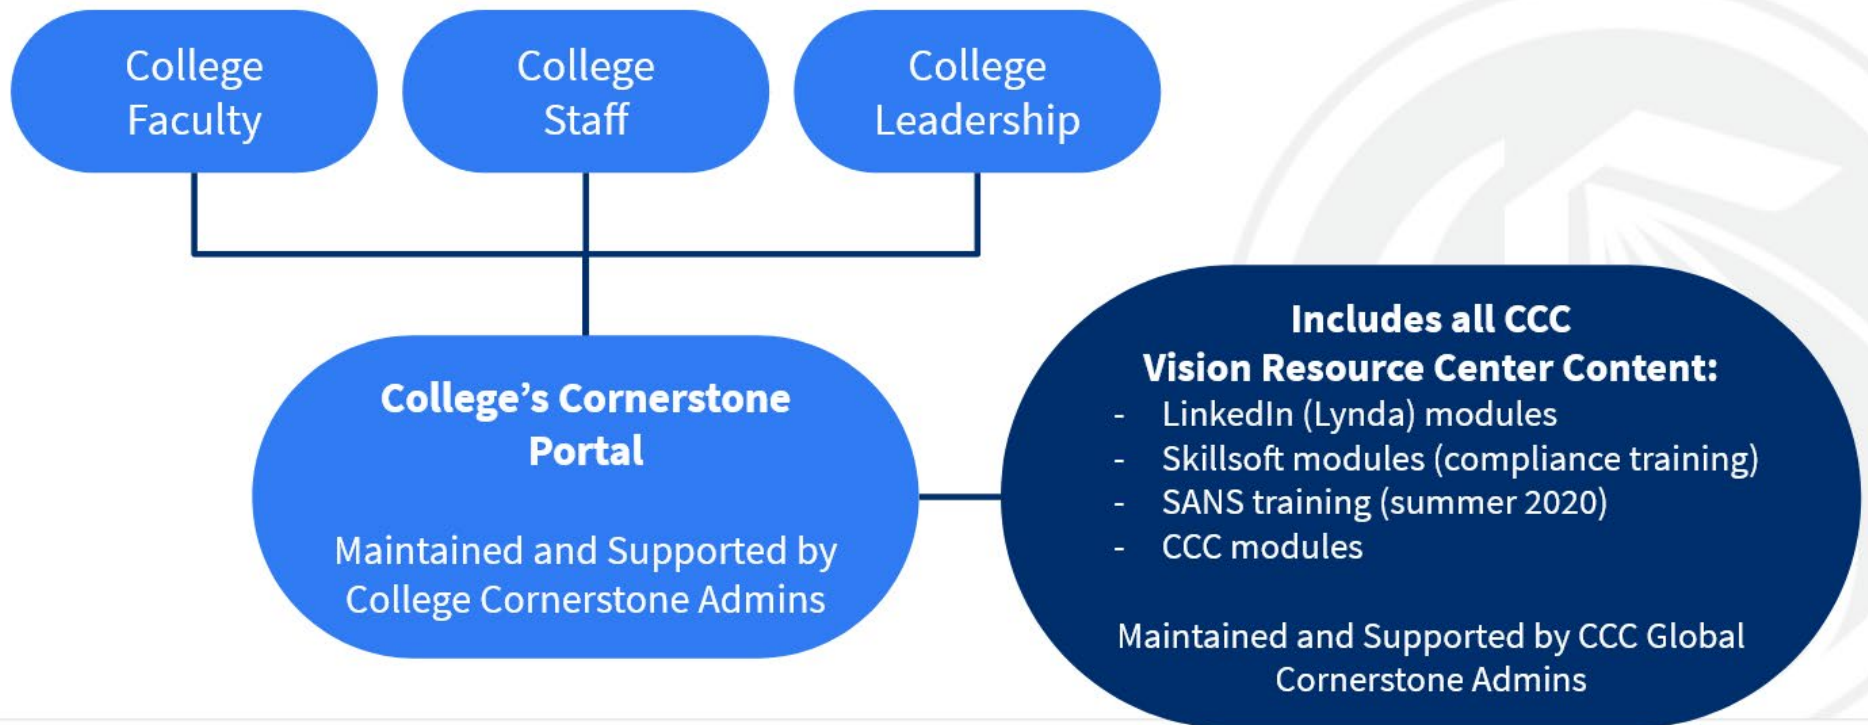 College
Faculty
College
Staff
College
Leadership
College’s Cornerstone
Portal
Maintained and Supported by
College Cornerstone Admins
Includes all CCC
Vision Resource Center Content:
- LinkedIn (Lynda) modules
- Skillsoft modules (compliance training)
- SANS training (summer 2020)
- CCC modules
Maintained and Supported by CCC Global
Cornerstone Admins